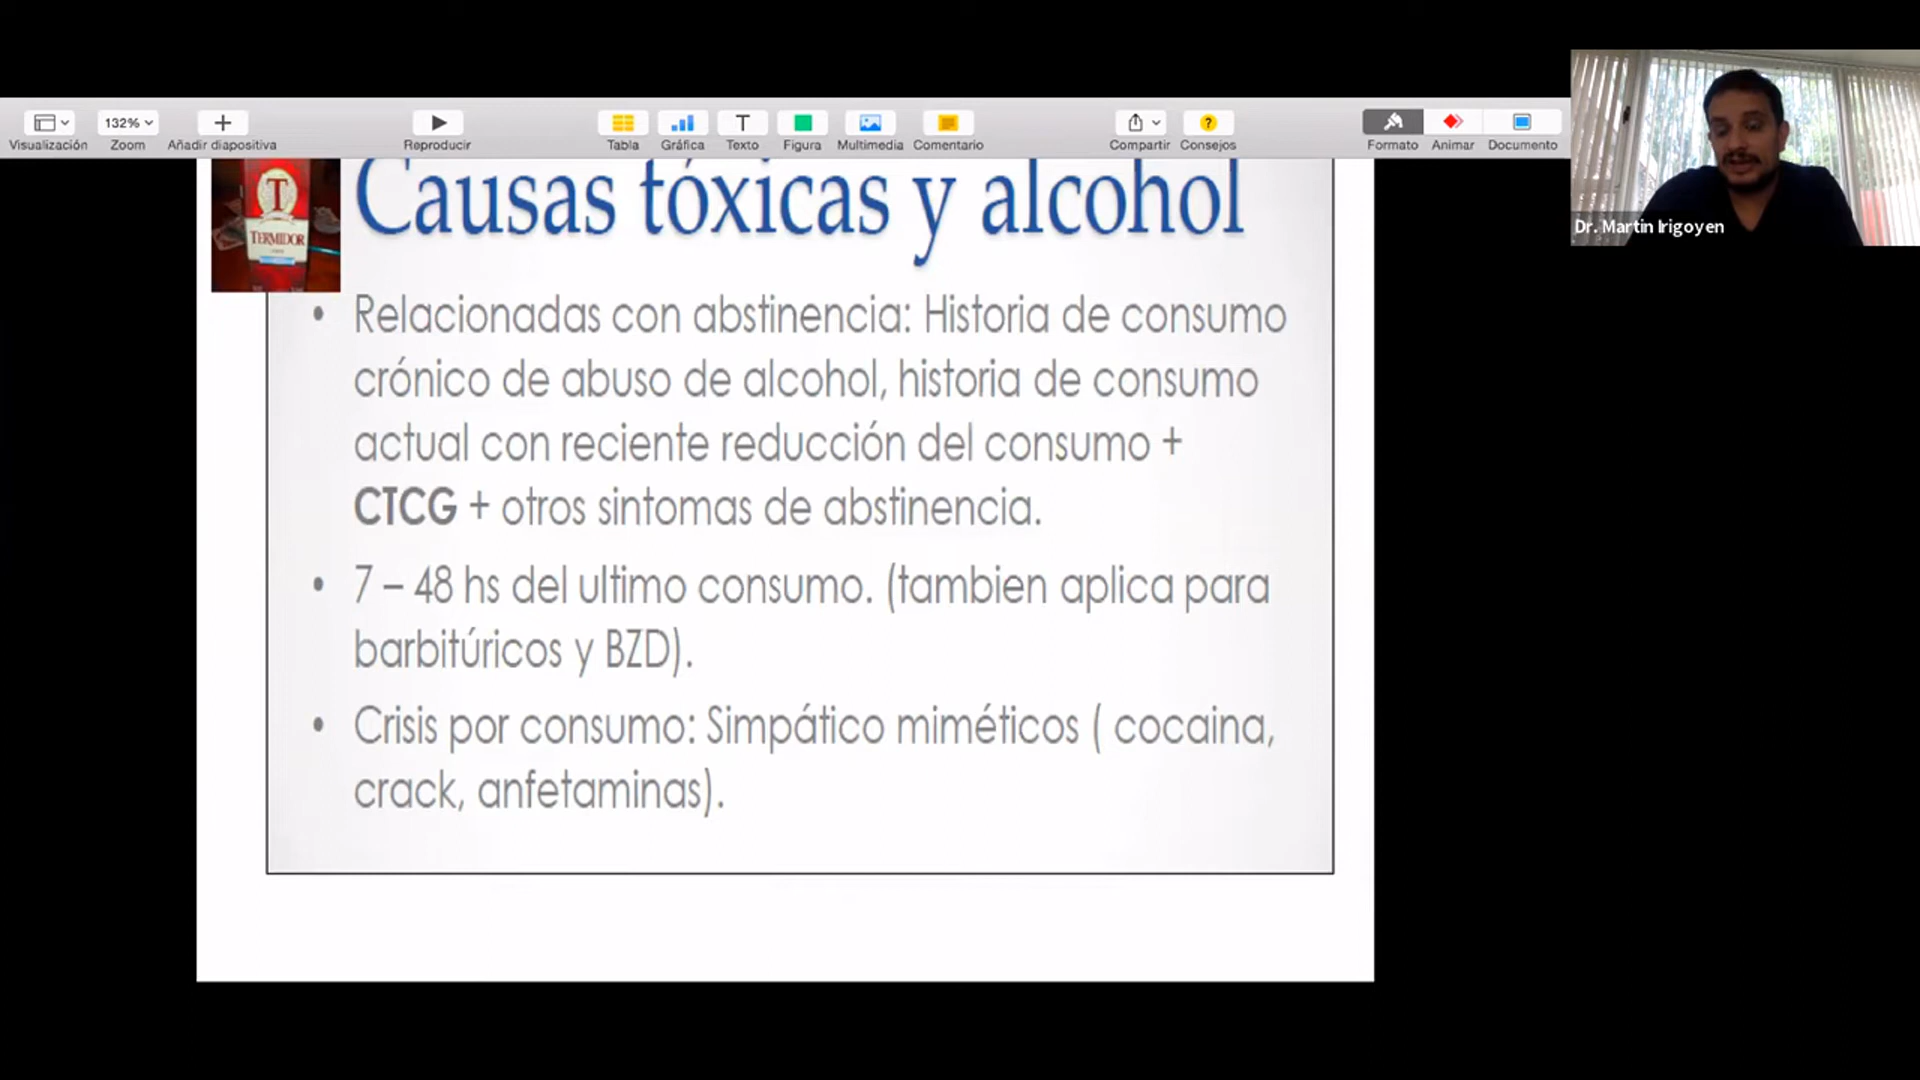 132%
Visualización
Zoom
Añadir diapositiva
Reproducir
Tabla
Gráfica
Texto
Figura
Multimedia
Comentario
Compartir
Consejos
Formato
Animar
Documento
Dr. Martin Irigoyen
T
TERMIDOR
Causas tóxicas y alcohol
• Relacionadas con abstinencia: Historia de consumo
crónico de abuso de alcohol, historia de consumo
actual con reciente reducción del consumo +
CTCG + otros sintomas de abstinencia.
• 7 – 48 hs del ultimo consumo. (tambien aplica para
barbitúricos y BZD).
• Crisis por consumo: Simpático miméticos ( cocaina,
crack, anfetaminas).